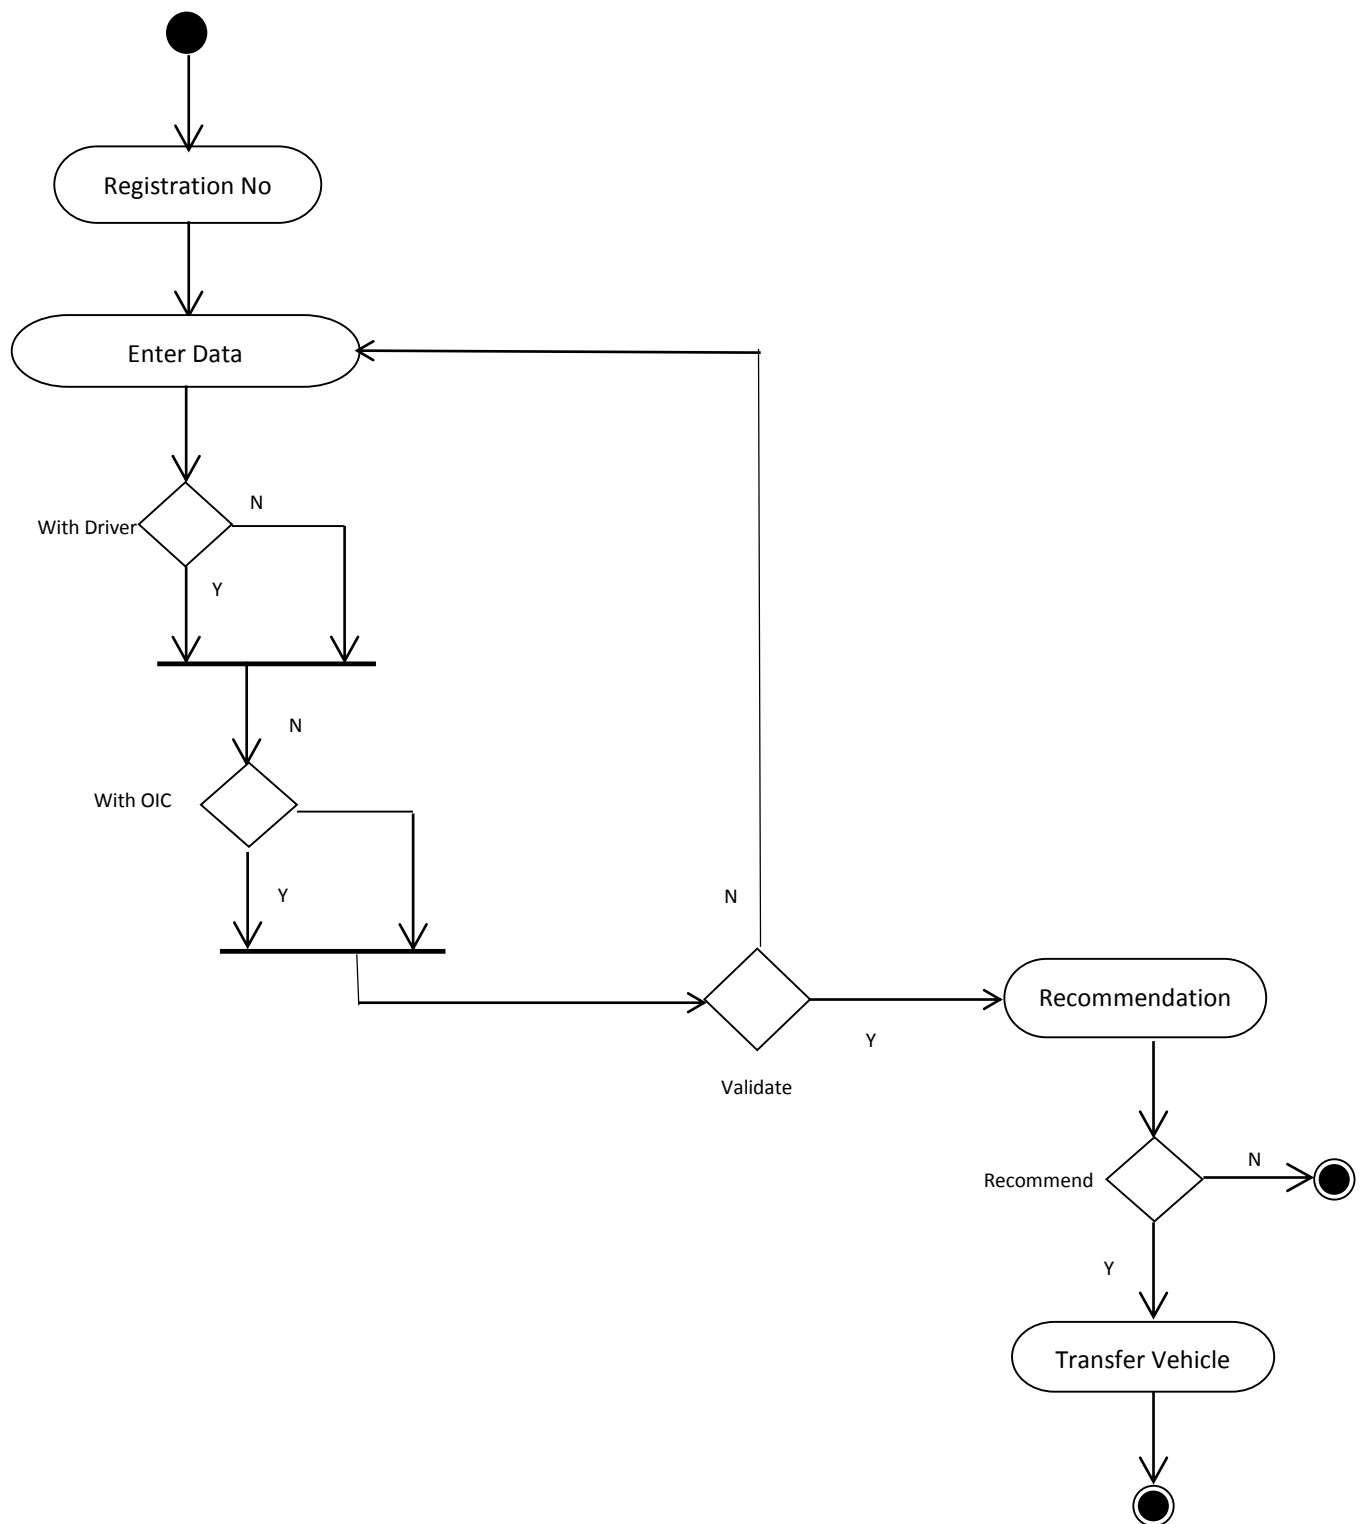 Registration No
Enter Data
N
With Driver
Y
N
With OIC
Y
N
Recommendation
Y
Validate
N
Recommend
Y
Transfer Vehicle